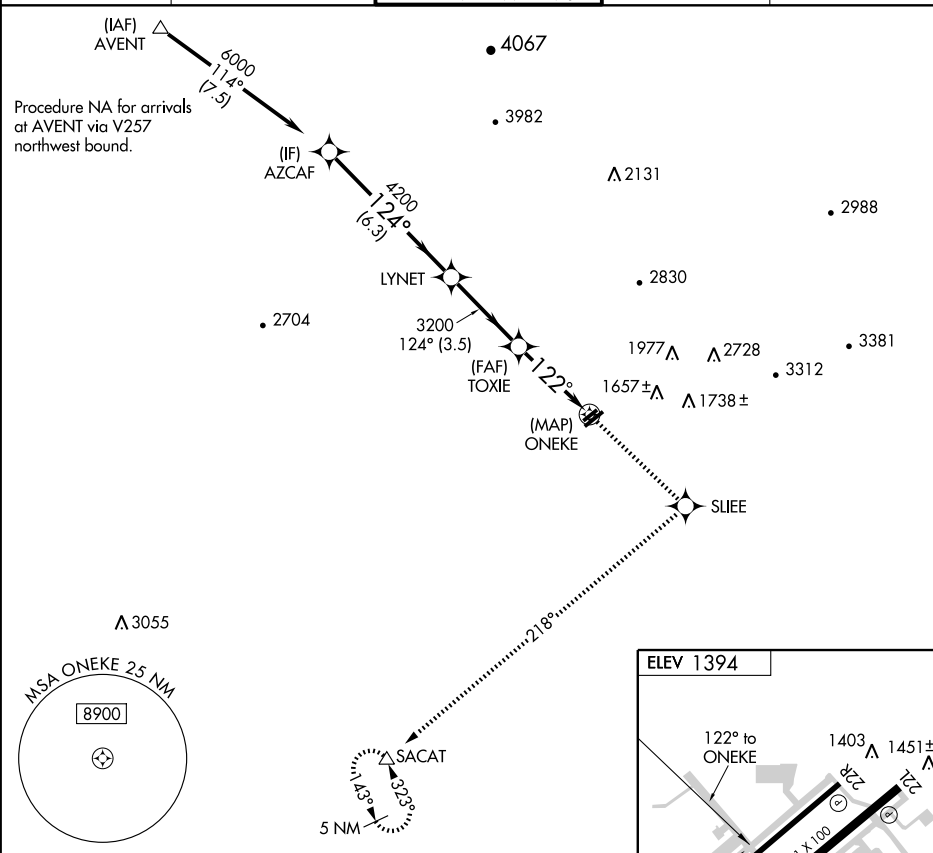 (IAF)
AVENT
6000
114°
(7.5)
4067
Procedure NA for arrivals
at AVENT via V257
northwest bound.
3982
(IF)
AZCAF
2131
4200
124°
(6.3)
2988
LYNET
2830
2704
3200
124° (3.5)
(FAF)
TOXIE
122°
1977
2728
3381
3312
1657±
1738±
(MAP)
ONEKE
SLIEE
218°
3055
MSA ONEKE 25 NM
8900
ELEV 1394
122° to
ONEKE
1403
1451±
22R
22L
SACAT
143°
323°
5 NM
X 100